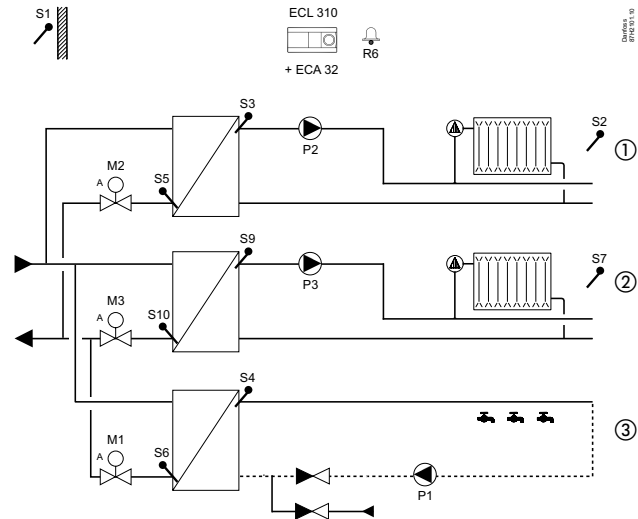 S1
ECL 310
R6
+ ECA 32
Danfoss
87H2101.10
S3
S2
P2
①
M2
A
S5
S9
S7
P3
②
M3
A
S10
S4
③
M1
A
S6
P1